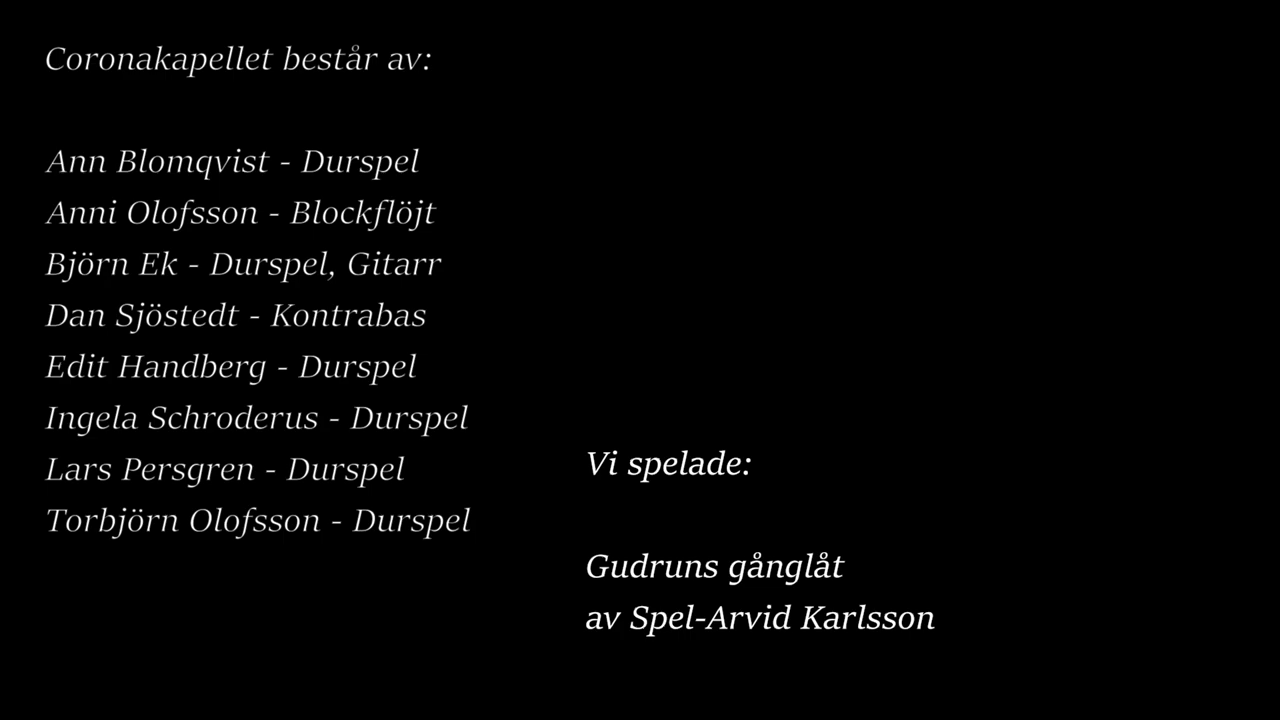 Coronakapellet består av:
Ann Blomqvist - Durspel
Anni Olofsson - Blockflöjt
Björn Ek - Durspel, Gitarr
Dan Sjöstedt - Kontrabas
Edit Handberg - Durspel
Ingela Schroderus - Durspel
Lars Persgren - Durspel
Torbjörn Olofsson - Durspel
Vi spelade:
Gudruns gånglåt
av Spel-Arvid Karlsson